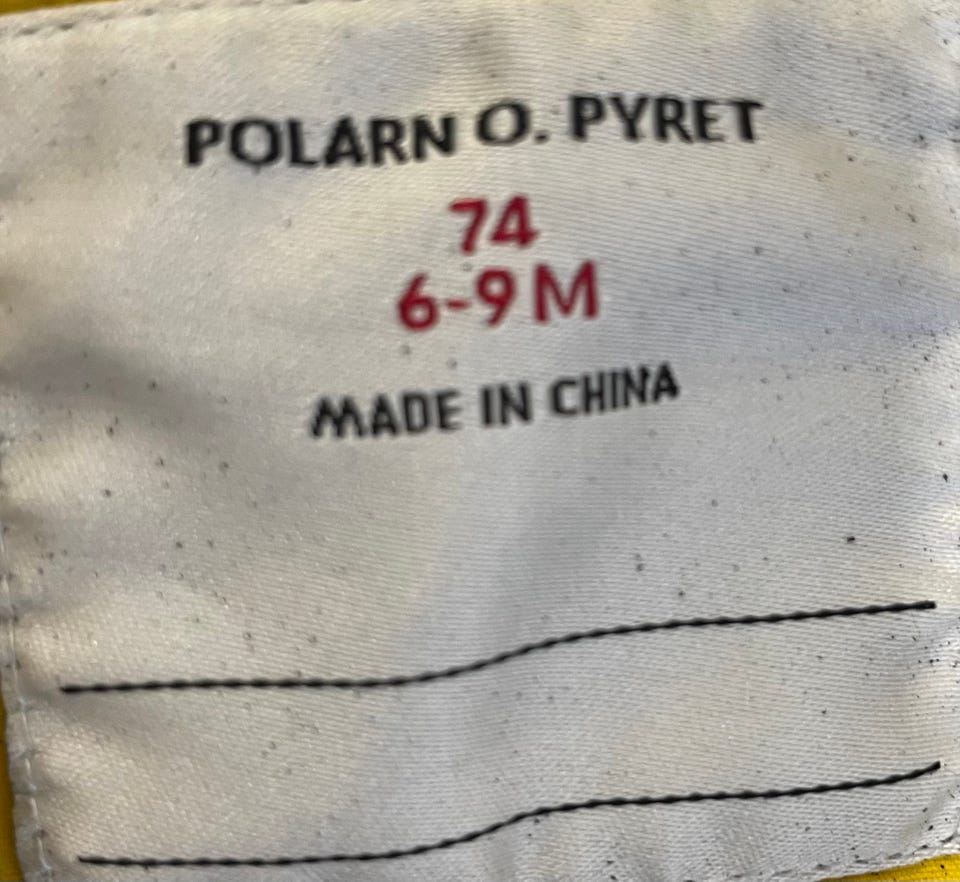 POLARN O. PYRET
74
6-9 M
MADE IN CHINA